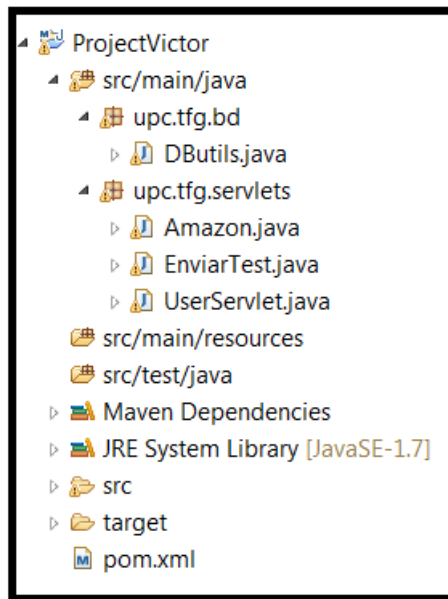 ProjectVictor
src/main/java
upc.tfg.bd
DButils.java
upc.tfg.servlets
Amazon.java
EnviarTest.java
UserServlet.java
src/main/resources
src/test/java
Maven Dependencies
JRE System Library [JavaSE-1.7]
src
target
pom.xml